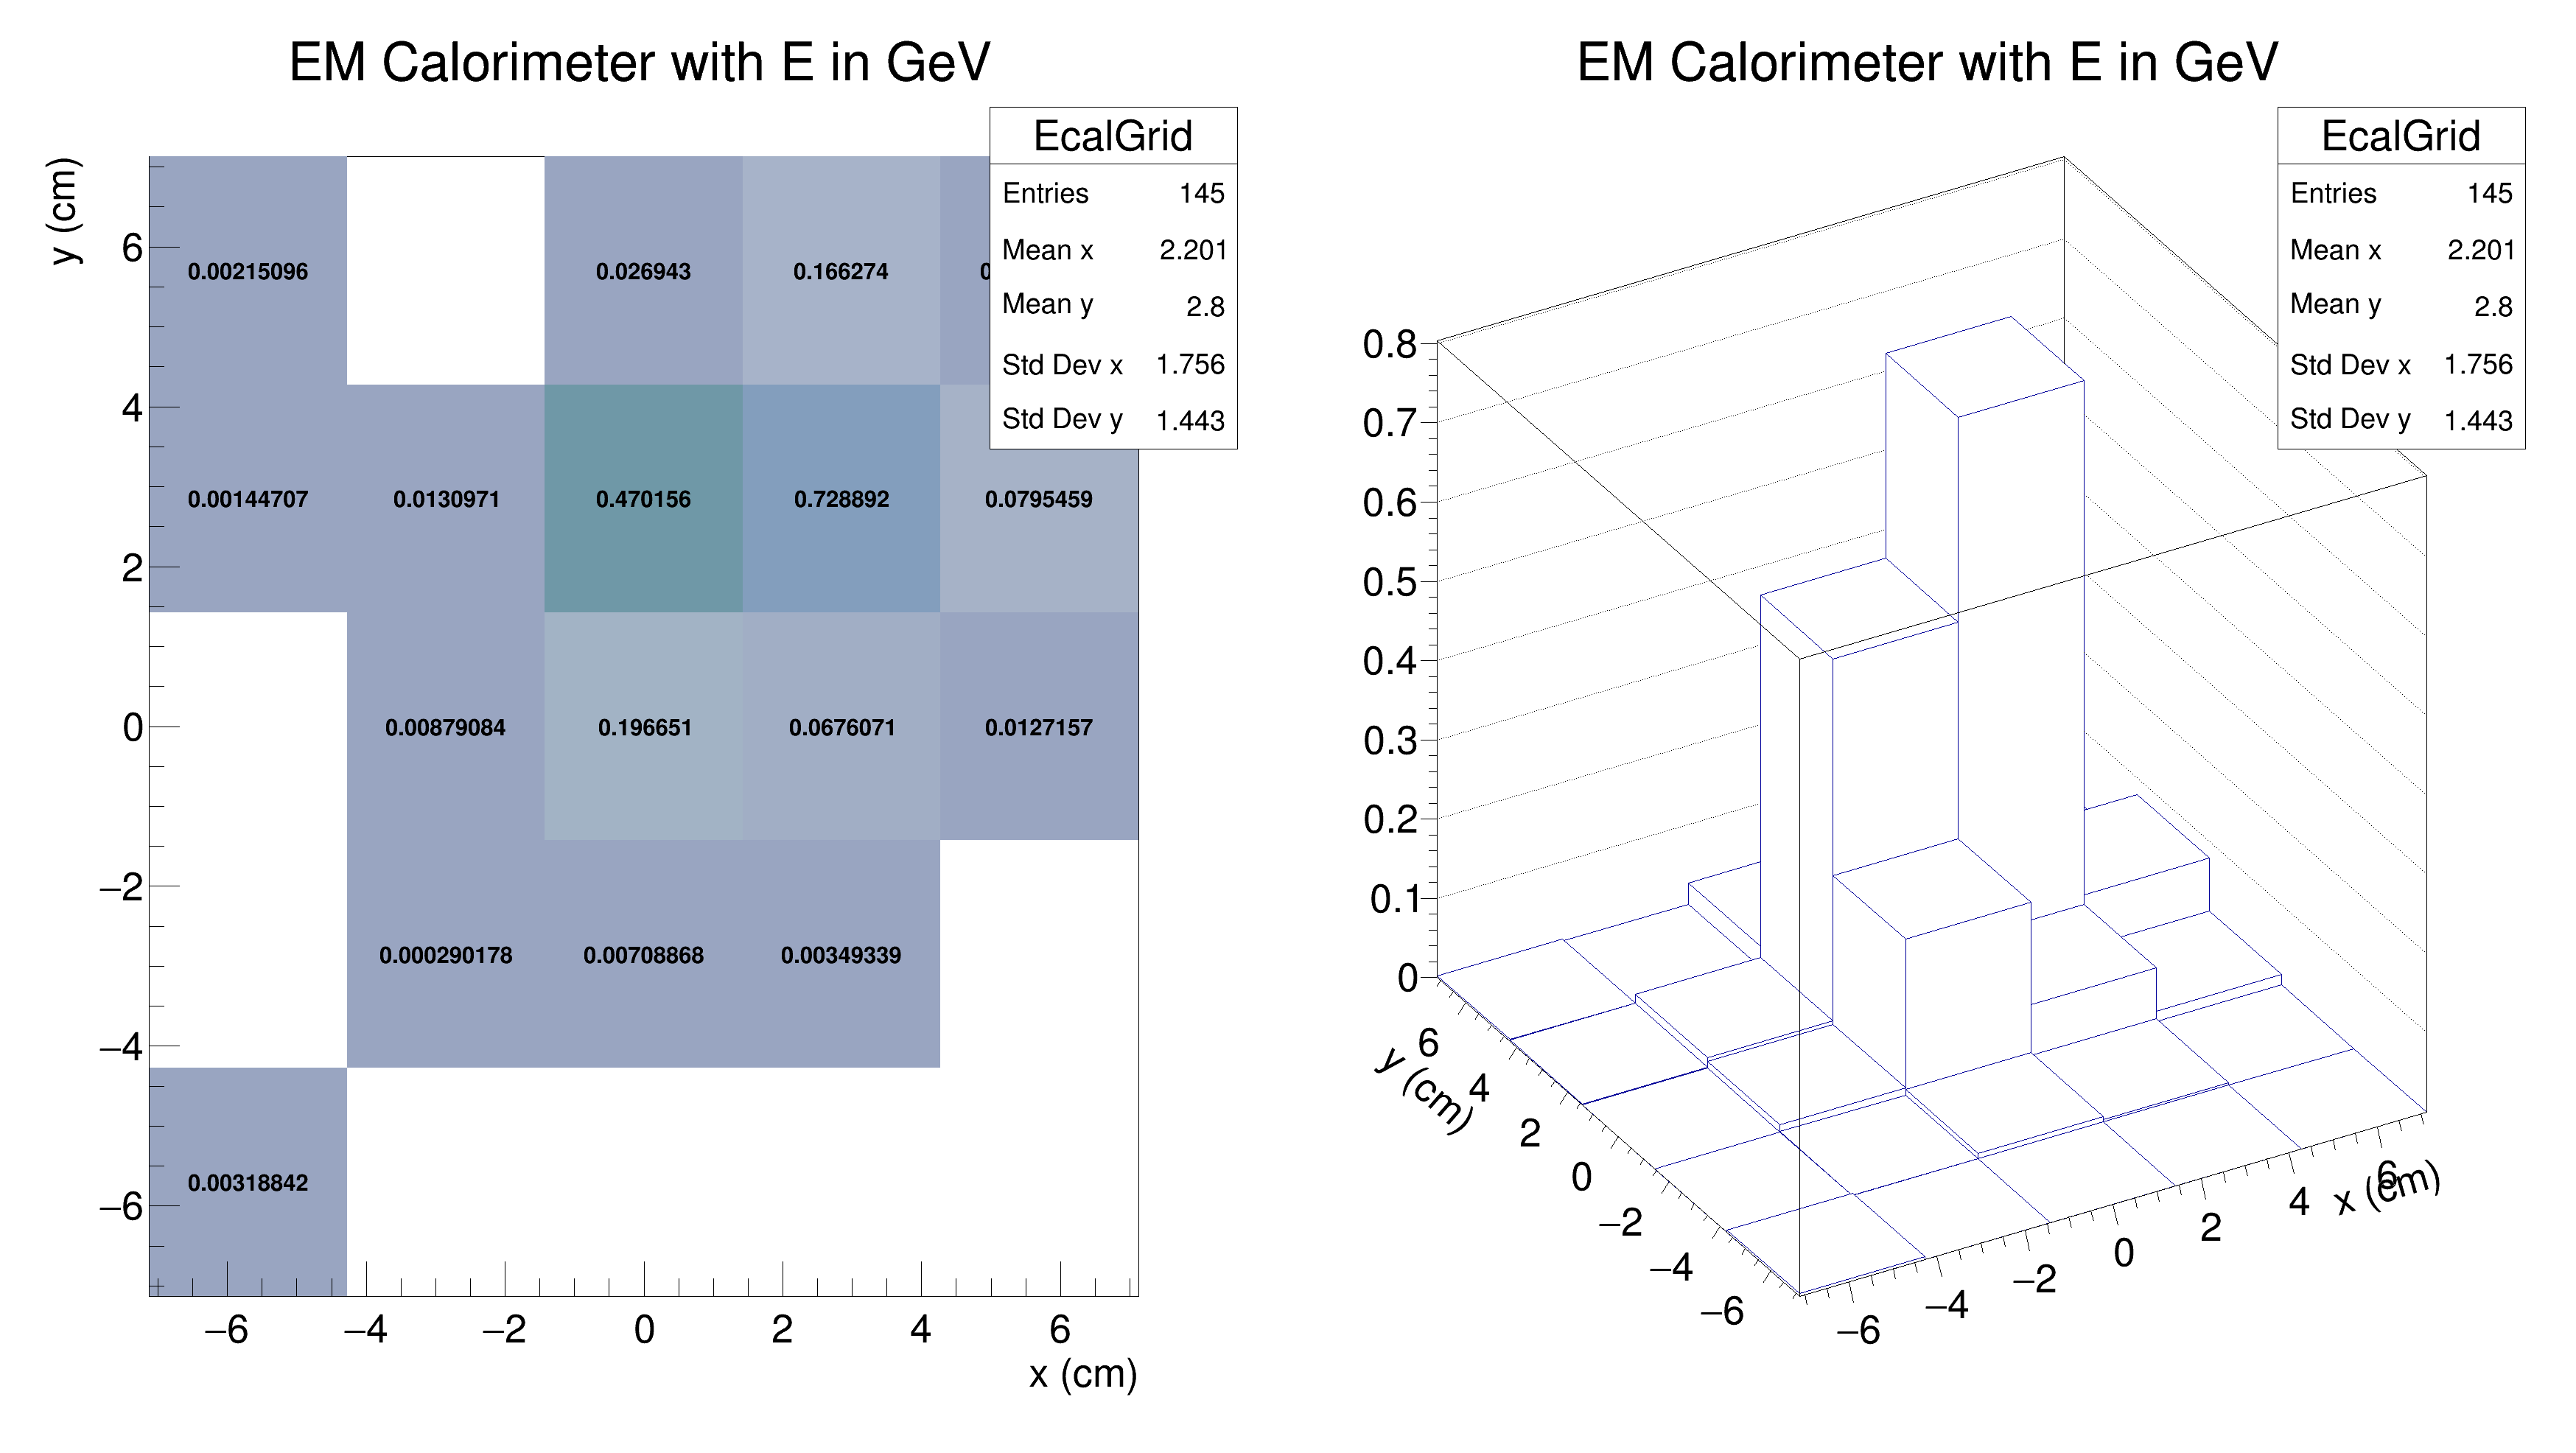 EM Calorimeter with E in GeV
EcalGrid
Entries 145
Mean x 2.201
Mean y 2.8
Std Dev x 1.756
Std Dev y 1.443
y (cm)
6
4
2
0
−2
−4
−6
0.00215096 0.026943 0.166274
0.00144707 0.0130971 0.470156 0.728892 0.0795459
0.00879084 0.196651 0.0676071 0.0127157
0.000290178 0.00708868 0.00349339
0.00318842
−6 −4 −2 0 2 4 6
x (cm)
EM Calorimeter with E in GeV
EcalGrid
Entries 145
Mean x 2.201
Mean y 2.8
Std Dev x 1.756
Std Dev y 1.443
0.8
0.7
0.6
0.5
0.4
0.3
0.2
0.1
0
6
4
2
0
−2
−4
−6
y (cm)
−6
−4
−2
0
2
4
6
x (cm)